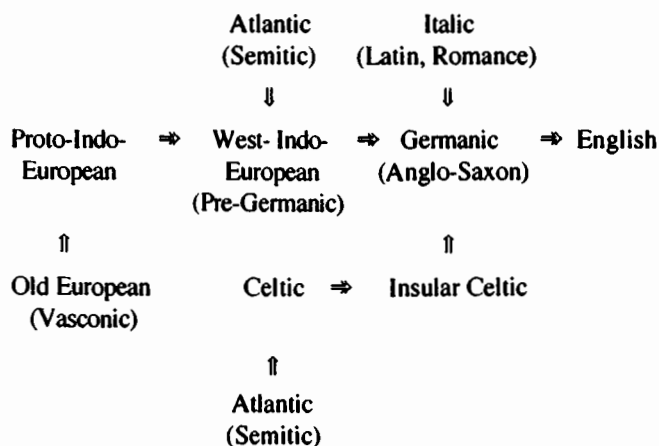 Atlantic Italic
(Semitic) (Latin, Romance)
⇓ ⇓
Proto-Indo- ⇒ West- Indo- ⇒ Germanic ⇒ English
European European (Anglo-Saxon)
(Pre-Germanic)
⇑ ⇑
Old European Celtic ⇒ Insular Celtic
(Vasconic)
⇑
Atlantic
(Semitic)